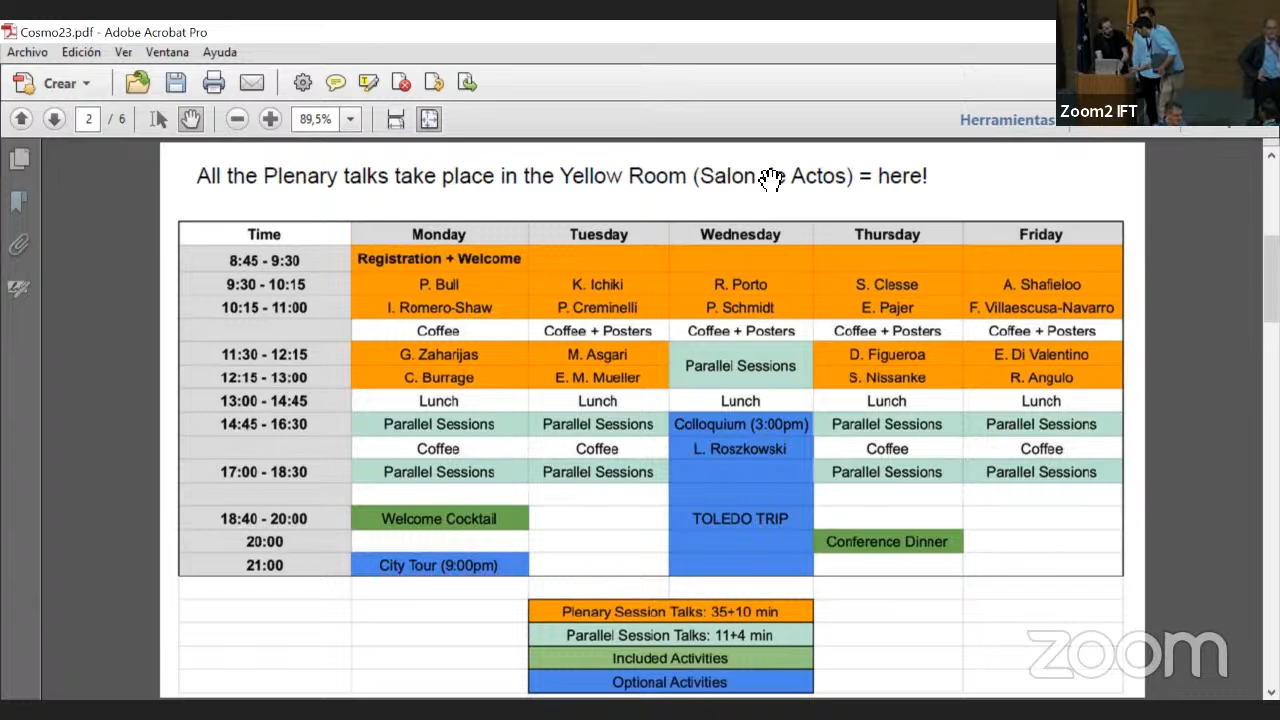 Cosmo23.pdf - Adobe Acrobat Pro
Archivo Edición Ver Ventana Ayuda
Crear
2 / 6 89,5% Herramientas
Zoom2 IFT
All the Plenary talks take place in the Yellow Room (Salon Actos) = here!
Time Monday Tuesday Wednesday Thursday Friday
8:45 - 9:30 Registration + Welcome
9:30 - 10:15 P. Bull K. Ichiki R. Porto S. Clesse A. Shafieloo
10:15 - 11:00 I. Romero-Shaw P. Creminelli P. Schmidt E. Pajer F. Villaescusa-Navarro
Coffee Coffee + Posters Coffee + Posters Coffee + Posters Coffee + Posters
11:30 - 12:15 G. Zaharijas M. Asgari Parallel Sessions D. Figueroa E. Di Valentino
12:15 - 13:00 C. Burrage E. M. Mueller S. Nissanke R. Angulo
13:00 - 14:45 Lunch Lunch Lunch Lunch Lunch
14:45 - 16:30 Parallel Sessions Parallel Sessions Colloquium (3:00pm) Parallel Sessions Parallel Sessions
Coffee Coffee L. Roszkowski Coffee Coffee
17:00 - 18:30 Parallel Sessions Parallel Sessions Parallel Sessions Parallel Sessions
18:40 - 20:00 Welcome Cocktail TOLEDO TRIP
20:00 Conference Dinner
21:00 City Tour (9:00pm)
Plenary Session Talks: 35+10 min
Parallel Session Talks: 11+4 min
Included Activities
Optional Activities
zoom